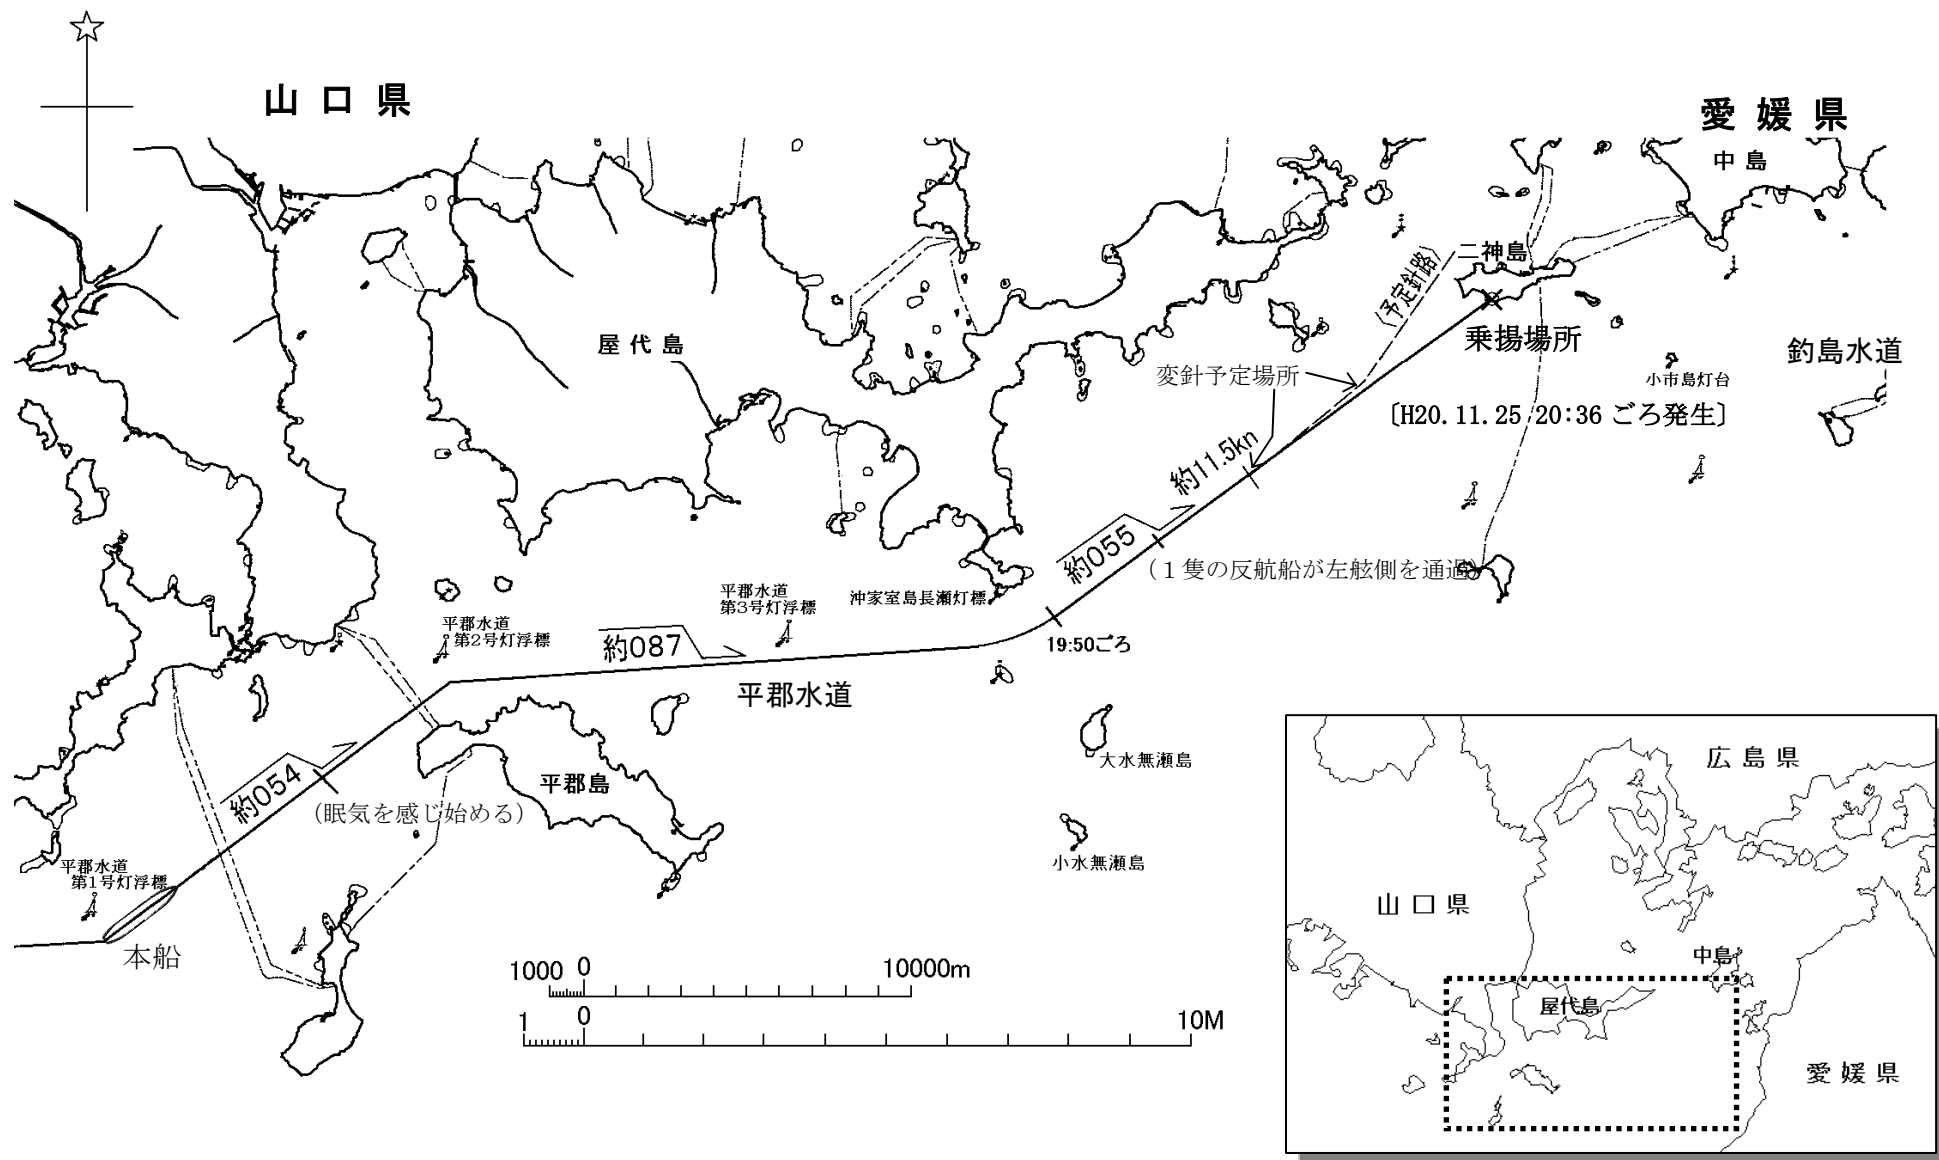 山口県
愛媛県
中島
二神島
〈予定針路〉
屋代島
乗揚場所
釣島水道
変針予定場所
小市島灯台
〔H20.11.25 20:36 ごろ発生〕
約11.5kn
約055
（１隻の反航船が左舷側を通過）
平郡水道
第3号灯浮標
沖家室島長瀬灯標
平郡水道
第2号灯浮標
19:50ごろ
約087
平郡水道
大水無瀬島
約054
（眠気を感じ始める）
平郡島
小水無瀬島
平郡水道
第1号灯浮標
本船
1000 0 10000m
1 0 10M
広島県
山口県
中島
屋代島
愛媛県